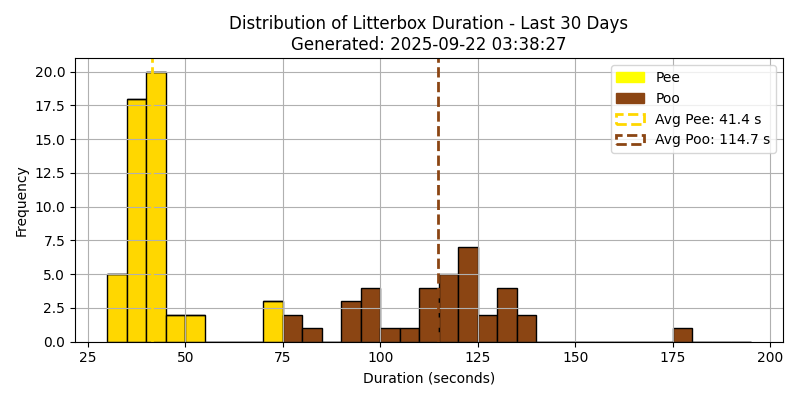 Distribution of Litterbox Duration - Last 30 Days
Generated: 2025-09-22 03:38:27
Pee
Poo
Avg Pee: 41.4 s
Avg Poo: 114.7 s
Frequency
20.0
17.5
15.0
12.5
10.0
7.5
5.0
2.5
0.0
25 50 75 100 125 150 175 200
Duration (seconds)